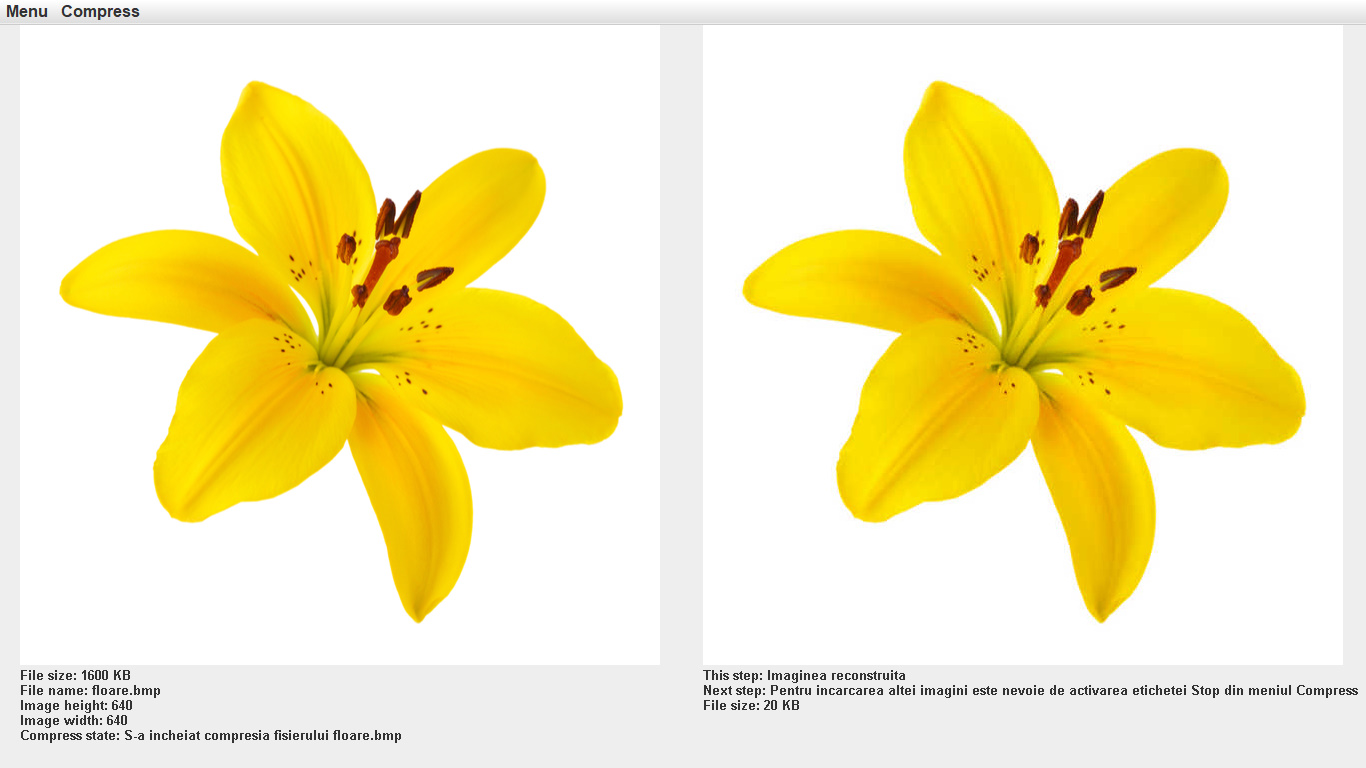 Menu Compress
File size: 1600 KB
File name: floare.bmp
Image height: 640
Image width: 640
Compress state: S-a incheiat compresia fisierului floare.bmp
This step: Imaginea reconstruita
Next step: Pentru incarcarea altei imagini este nevoie de activarea etichetei Stop din meniul Compress
File size: 20 KB